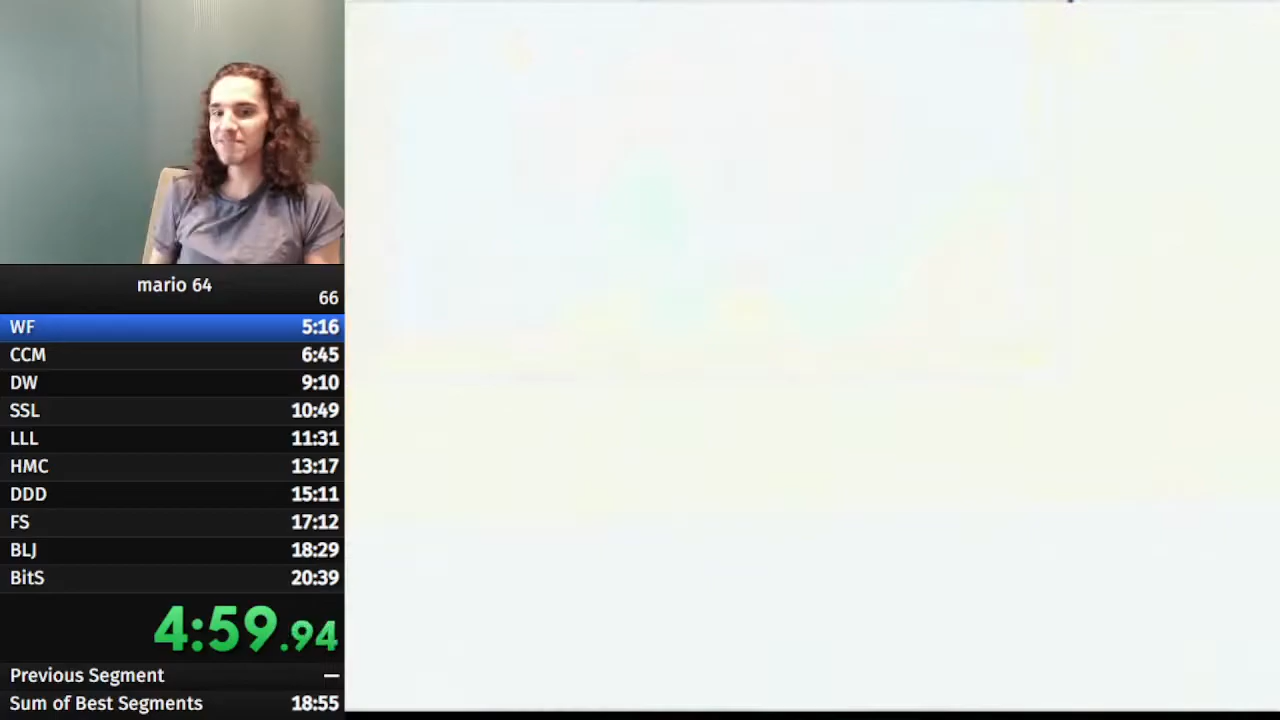 mario 64
66
WF 5:16
CCM 6:45
DW 9:10
SSL 10:49
LLL 11:31
HMC 13:17
DDD 15:11
FS 17:12
BLJ 18:29
BitS 20:39
4:59.94
Previous Segment —
Sum of Best Segments 18:55